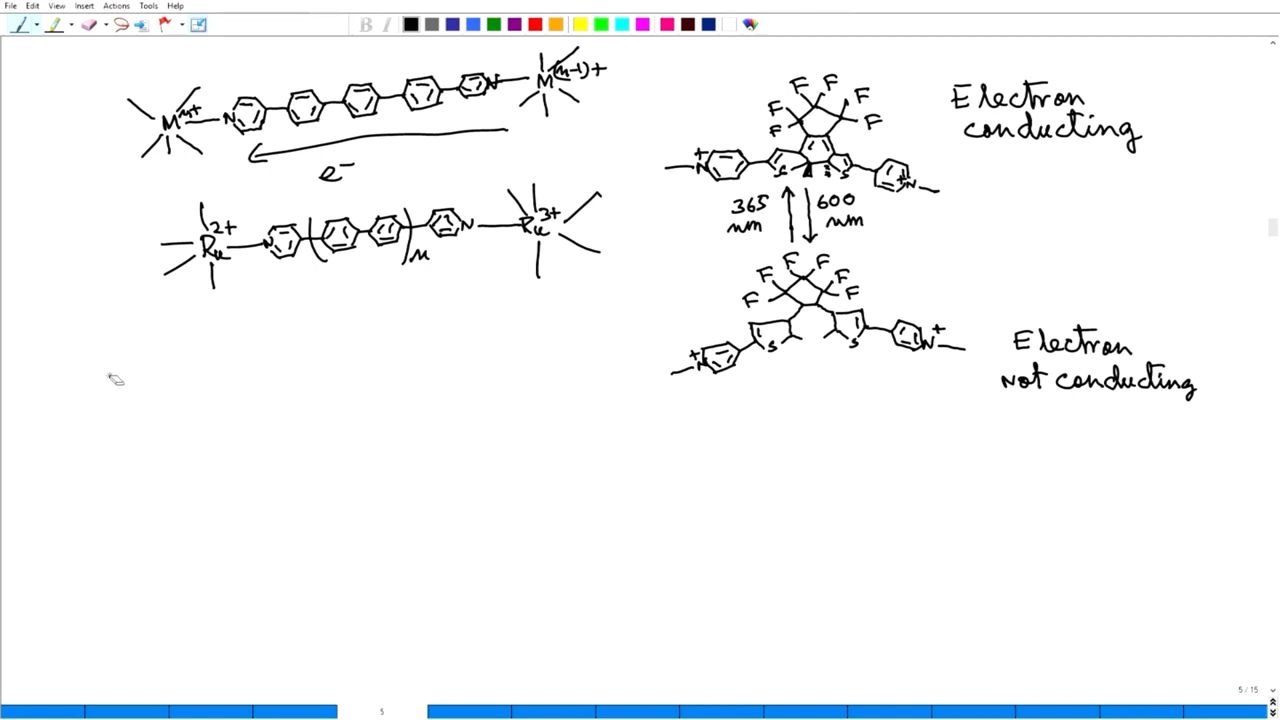 File Edit View Insert Actions Tools Help
B I
M n+ N N M (n-1)+
e-
Ru 2+ N ( ) n N Ru 3+
F F F F F F
N + S S N +
365 nm 600 nm
F F F F F F
N + S S N +
Electron
conducting
Electron
Not conducting
5 / 15
5